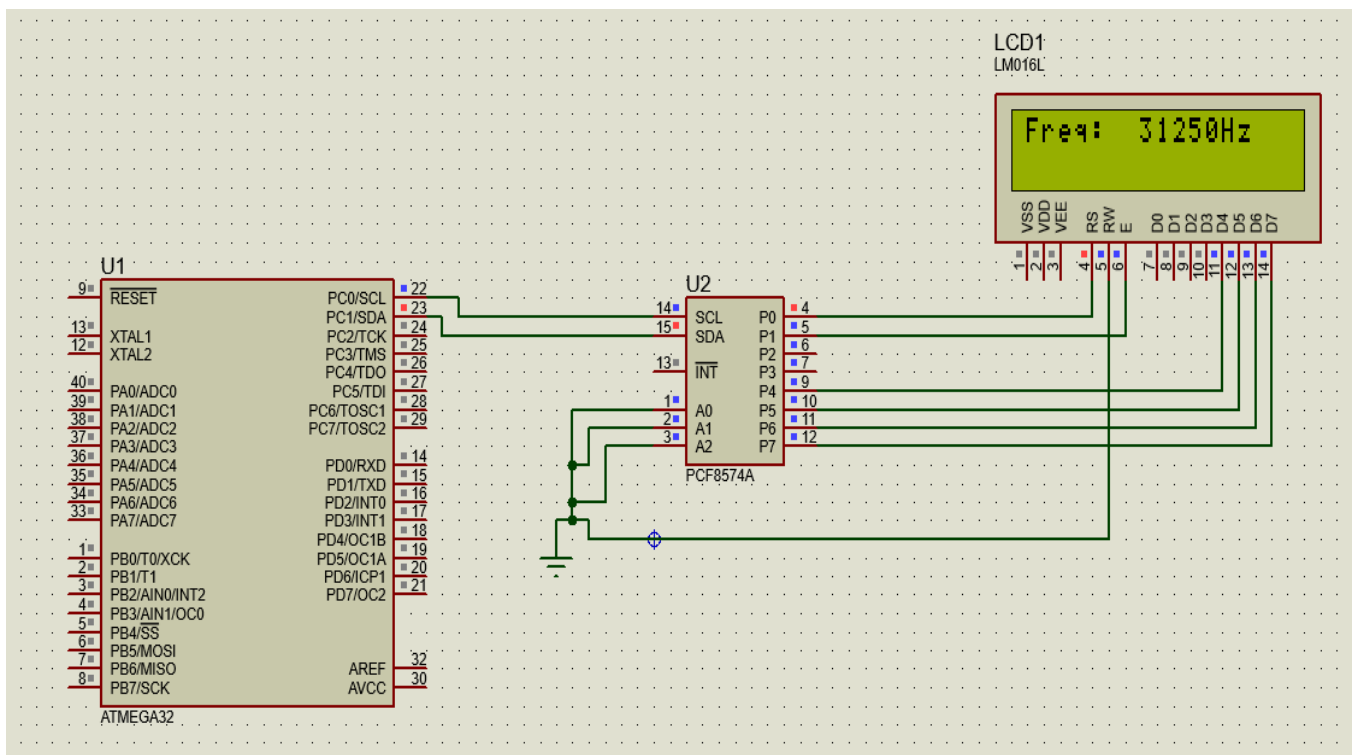 LCD1
LM016L
Freq: 31250Hz
VSS VDD VEE RS RW E D0 D1 D2 D3 D4 D5 D6 D7
1 2 3 4 5 6 7 8 9 10 11 12 13 14
U1
9 RESET PC0/SCL 22
PC1/SDA 23
13 XTAL1 PC2/TCK 24
12 XTAL2 PC3/TMS 25
PC4/TDO 26
40 PA0/ADC0 PC5/TDI 27
39 PA1/ADC1 PC6/TOSC1 28
38 PA2/ADC2 PC7/TOSC2 29
37 PA3/ADC3
36 PA4/ADC4 PD0/RXD 14
35 PA5/ADC5 PD1/TXD 15
34 PA6/ADC6 PD2/INT0 16
33 PA7/ADC7 PD3/INT1 17
PD4/OC1B 18
1 PB0/T0/XCK PD5/OC1A 19
2 PB1/T1 PD6/ICP1 20
3 PB2/AIN0/INT2 PD7/OC2 21
4 PB3/AIN1/OC0
5 PB4/SS
6 PB5/MOSI
7 PB6/MISO AREF 32
8 PB7/SCK AVCC 30
ATMEGA32
U2
14 SCL P0 4
15 SDA P1 5
P2 6
13 INT P3 7
P4 9
1 A0 P5 10
2 A1 P6 11
3 A2 P7 12
PCF8574A